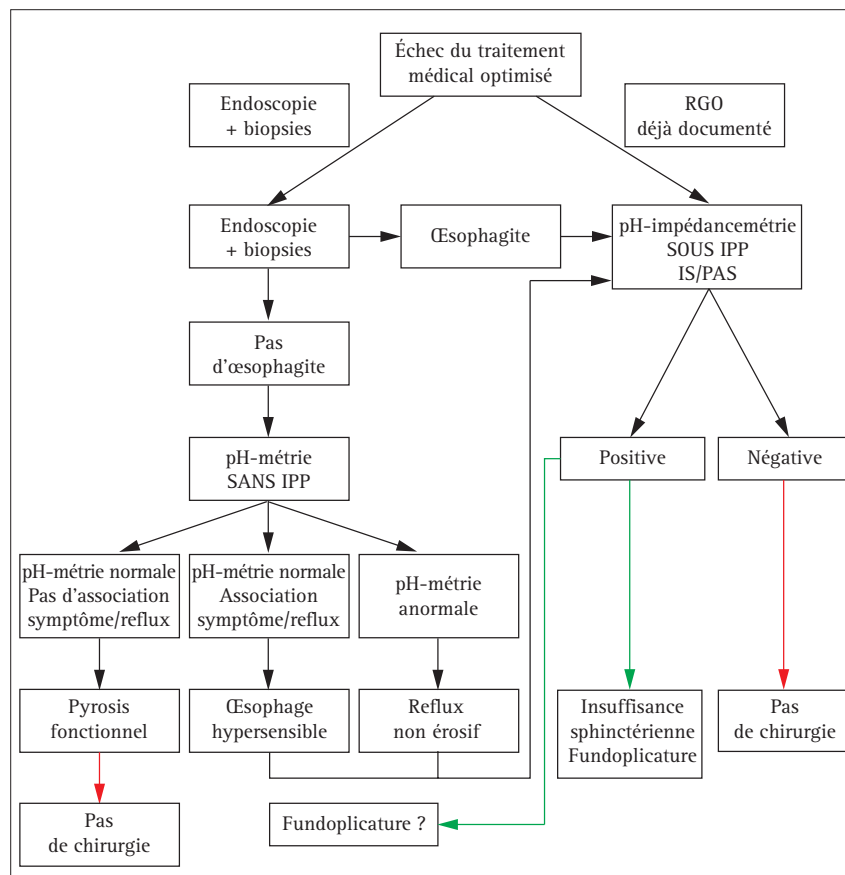 Échec du traitement
médical optimisé
Endoscopie
+ biopsies
RGO
déjà documenté
Endoscopie
+ biopsies
Œsophagite
pH-impédancemétrie
SOUS IPP
IS/PAS
Pas
d'œsophagite
pH-métrie
SANS IPP
Positive
Négative
pH-métrie normale
Pas d'association
symptôme/reflux
pH-métrie normale
Association
symptôme/reflux
pH-métrie
anormale
Pyrosis
fonctionnel
Œsophage
hypersensible
Reflux
non érosif
Insuffisance
sphinctérienne
Fundoplicature
Pas
de chirurgie
Pas
de chirurgie
Fundoplicature ?